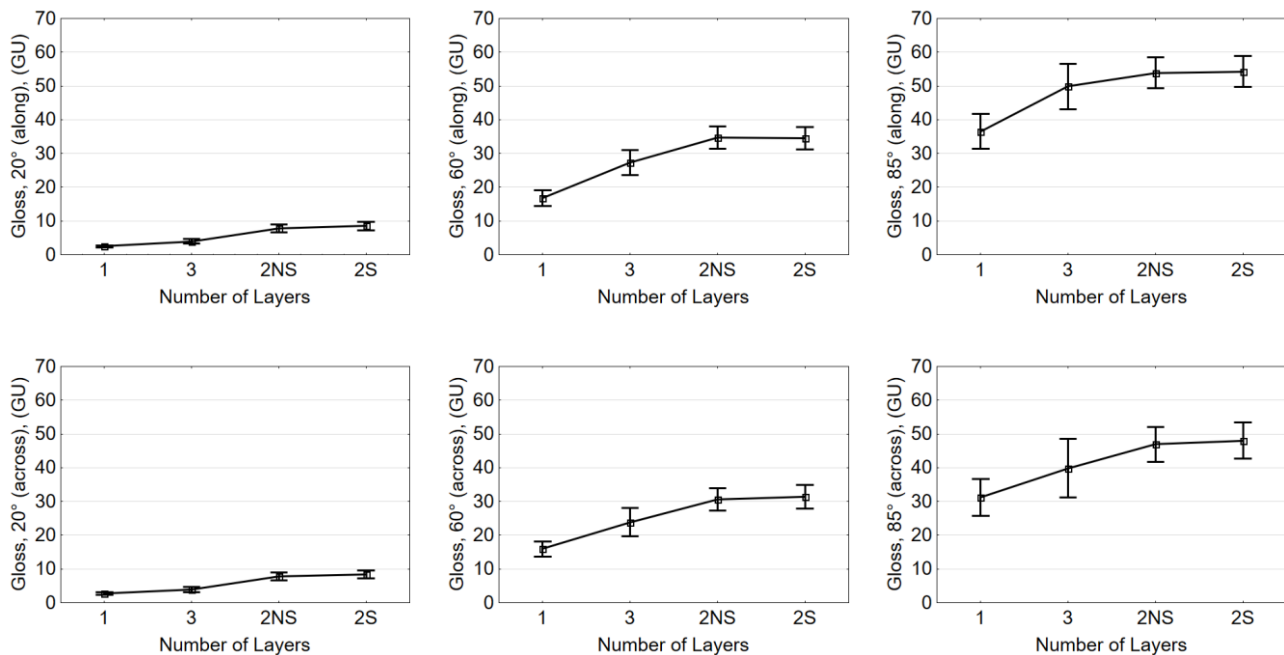 Gloss, 20° (along), (GU)
70
60
50
40
30
20
10
0
1 3 2NS 2S
Number of Layers
Gloss, 60° (along), (GU)
70
60
50
40
30
20
10
0
1 3 2NS 2S
Number of Layers
Gloss, 85° (along), (GU)
70
60
50
40
30
20
10
0
1 3 2NS 2S
Number of Layers
Gloss, 20° (across), (GU)
70
60
50
40
30
20
10
0
1 3 2NS 2S
Number of Layers
Gloss, 60° (across), (GU)
70
60
50
40
30
20
10
0
1 3 2NS 2S
Number of Layers
Gloss, 85° (across), (GU)
70
60
50
40
30
20
10
0
1 3 2NS 2S
Number of Layers